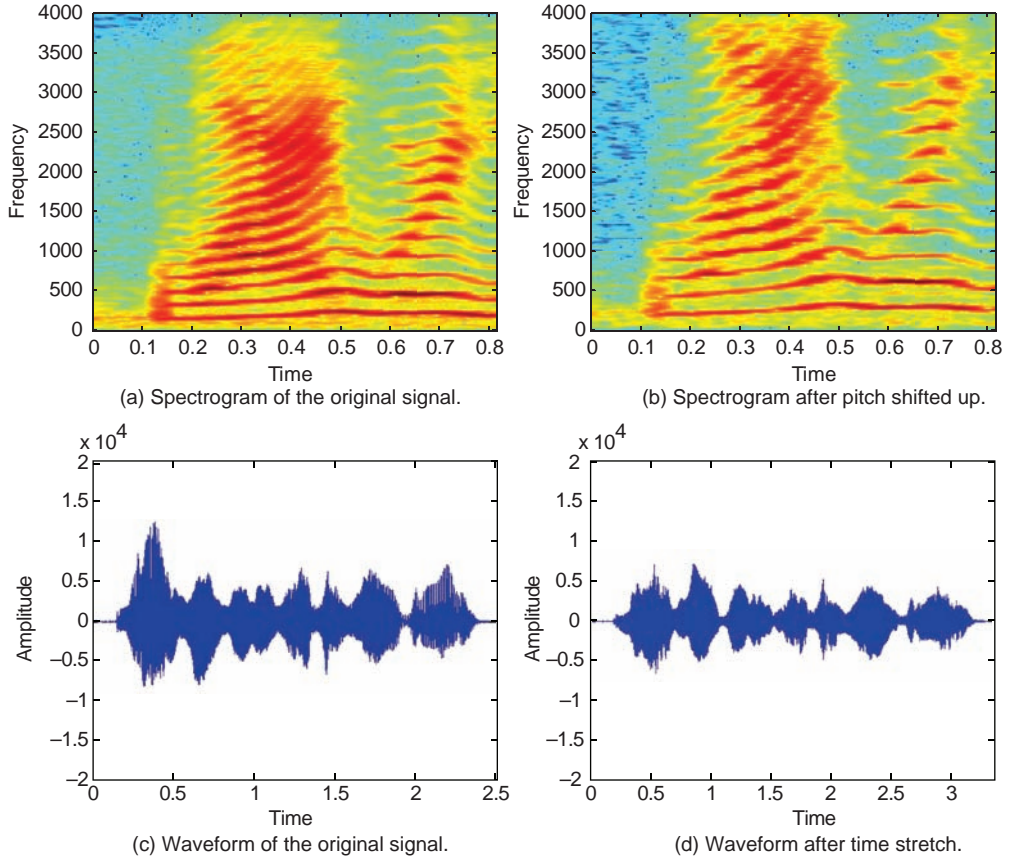 4000
3500
3000
2500
2000
1500
1000
500
0
Frequency
0 0.1 0.2 0.3 0.4 0.5 0.6 0.7 0.8
Time
(a) Spectrogram of the original signal.
4000
3500
3000
2500
2000
1500
1000
500
0
Frequency
0 0.1 0.2 0.3 0.4 0.5 0.6 0.7 0.8
Time
(b) Spectrogram after pitch shifted up.
x 10^4
2
1.5
1
0.5
0
–0.5
–1
–1.5
–2
Amplitude
0 0.5 1 1.5 2 2.5
Time
(c) Waveform of the original signal.
x 10^4
2
1.5
1
0.5
0
–0.5
–1
–1.5
–2
Amplitude
0 0.5 1 1.5 2 2.5 3
Time
(d) Waveform after time stretch.